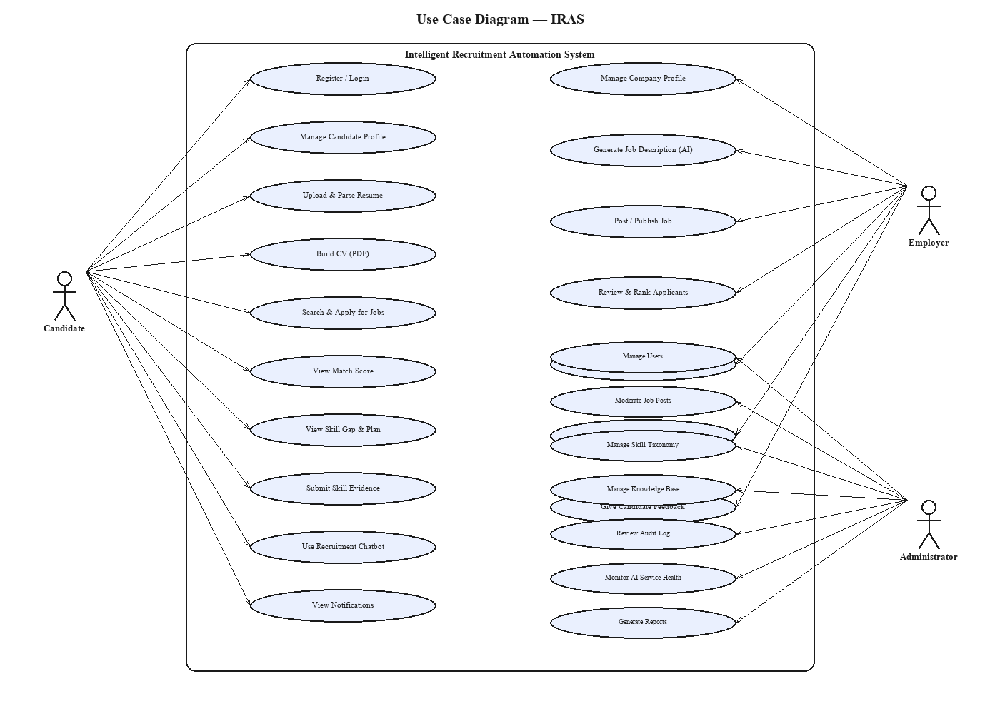 Use Case Diagram — IRAS
Intelligent Recruitment Automation System
Register / Login
Manage Candidate Profile
Upload & Parse Resume
Build CV (PDF)
Search & Apply for Jobs
View Match Score
View Skill Gap & Plan
Submit Skill Evidence
Use Recruitment Chatbot
View Notifications
Manage Company Profile
Generate Job Description (AI)
Post / Publish Job
Review & Rank Applicants
Manage Users
Moderate Job Posts
Manage Skill Taxonomy
Manage Knowledge Base
Give Candidate Feedback
Review Audit Log
Monitor AI Service Health
Generate Reports
Candidate
Employer
Administrator